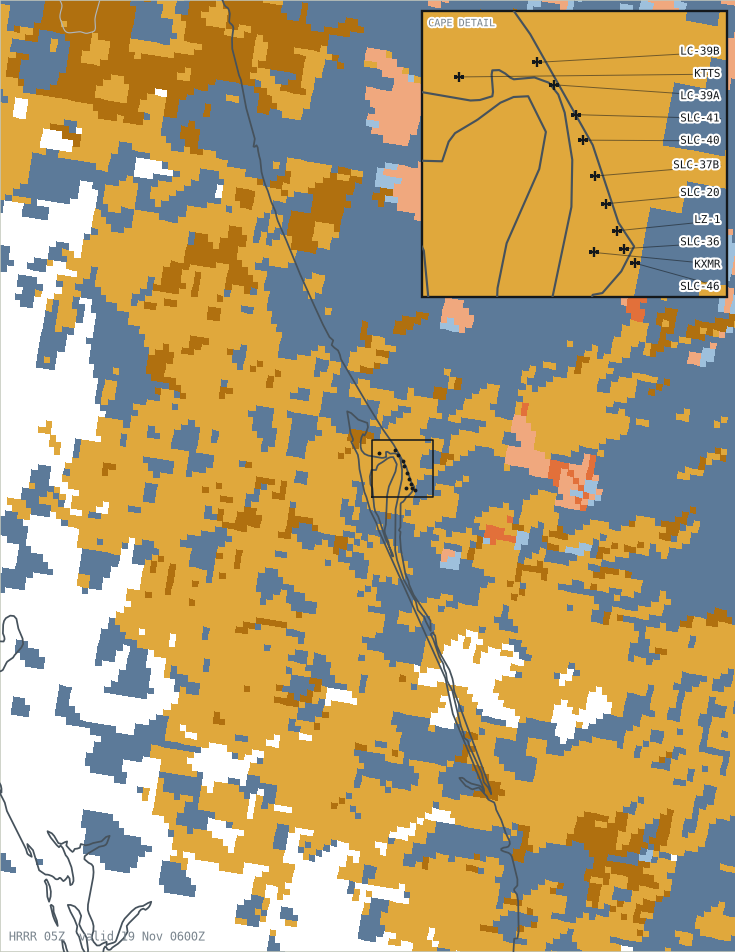 CAPE DETAIL
LC-39B
KTTS
LC-39A
SLC-41
SLC-40
SLC-37B
SLC-20
LZ-1
SLC-36
KXMR
SLC-46
HRRR 05Z valid 19 Nov 0600Z